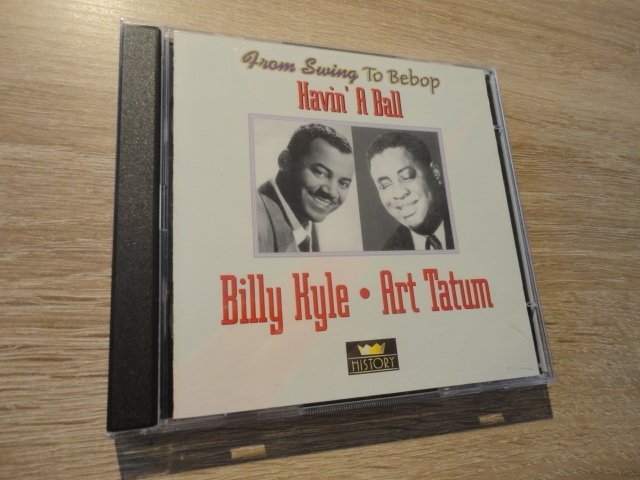 From Swing To Bebop
Havin' A Ball
Billy Kyle • Art Tatum
HISTORY